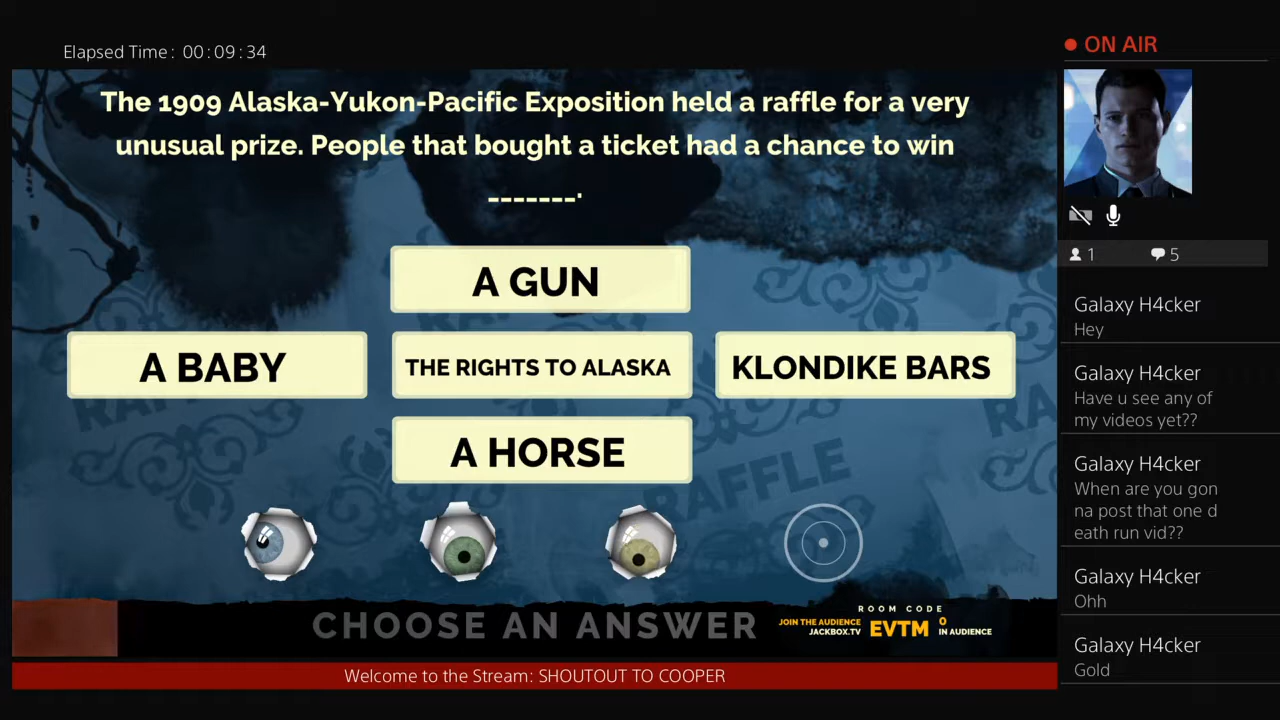 Elapsed Time: 00:09:34
ON AIR
The 1909 Alaska-Yukon-Pacific Exposition held a raffle for a very
unusual prize. People that bought a ticket had a chance to win
_______.
A GUN
A BABY
THE RIGHTS TO ALASKA
KLONDIKE BARS
A HORSE
RAFFLE
CHOOSE AN ANSWER
JOIN THE AUDIENCE
JACKBOX.TV
ROOM CODE
EVTM
0
IN AUDIENCE
Welcome to the Stream: SHOUTOUT TO COOPER
1
5
Galaxy H4cker
Hey
Galaxy H4cker
Have u see any of
my videos yet??
Galaxy H4cker
When are you gon
na post that one d
eath run vid??
Galaxy H4cker
Ohh
Galaxy H4cker
Gold